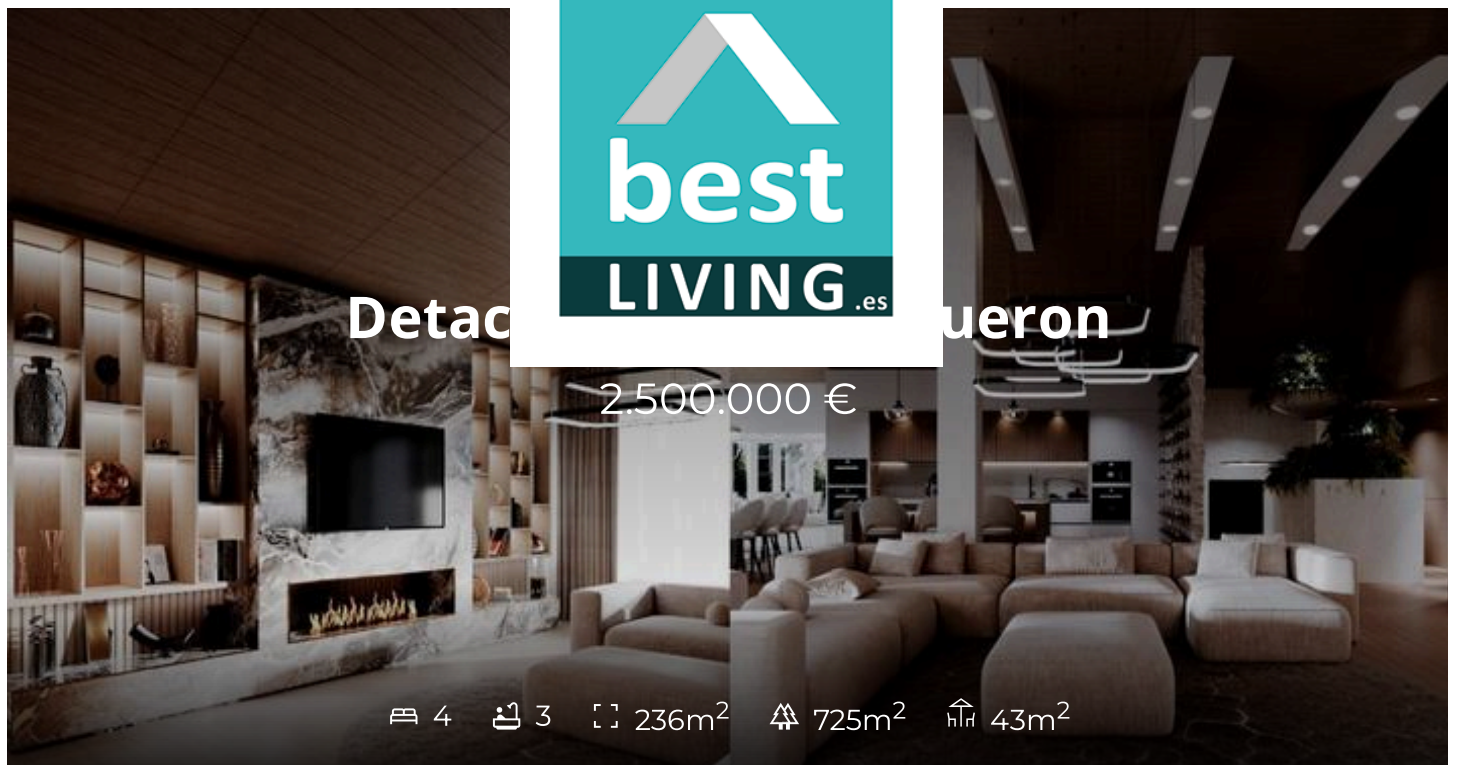 best
LIVING.es
Detac ueron
2.500.000 €
4 3 236m² 725m² 43m²